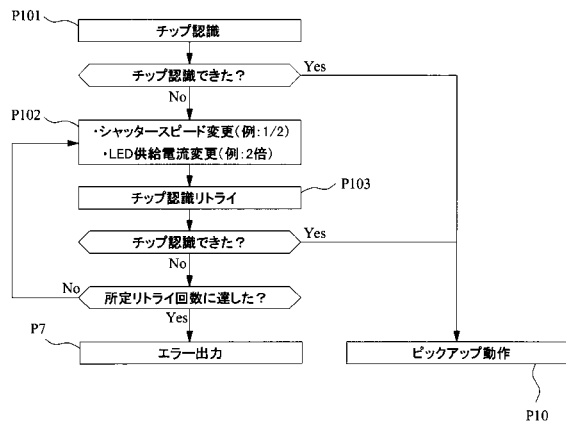 P101
チップ認識
チップ認識できた?
Yes
No
P102
・シャッタースピード変更(例:1/2)
・LED供給電流変更(例:2倍)
P103
チップ認識リトライ
チップ認識できた?
Yes
No
No
所定リトライ回数に達した?
Yes
P7
エラー出力
ピックアップ動作
P10